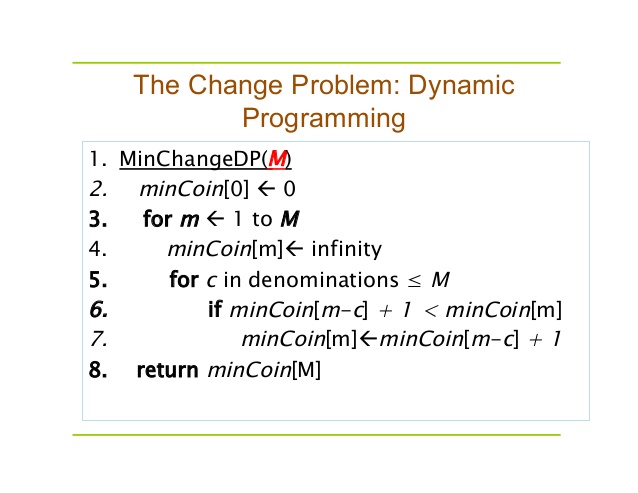 The Change Problem: Dynamic
Programming
1. MinChangeDP(M)
2. minCoin[0] ← 0
3. for m ← 1 to M
4. minCoin[m]← infinity
5. for c in denominations ≤ M
6. if minCoin[m-c] + 1 < minCoin[m]
7. minCoin[m]←minCoin[m-c] + 1
8. return minCoin[M]